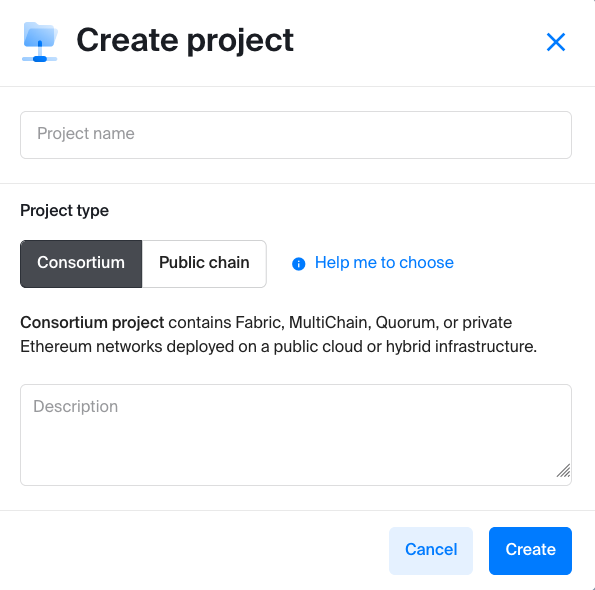 Create project
Project name
Project type
Consortium
Public chain
Help me to choose
Consortium project contains Fabric, MultiChain, Quorum, or private
Ethereum networks deployed on a public cloud or hybrid infrastructure.
Description
Cancel
Create